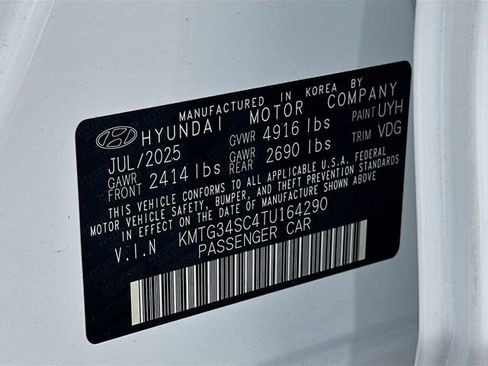 MANUFACTURED IN KOREA BY
HYUNDAI MOTOR COMPANY
JUL/2025 GVWR 4916 lbs PAINT UYH
GAWR FRONT 2414 lbs GAWR REAR 2690 lbs TRIM VDG
THIS VEHICLE CONFORMS TO ALL APPLICABLE U.S.A. FEDERAL
MOTOR VEHICLE SAFETY, BUMPER, AND THEFT PREVENTION
STANDARDS IN EFFECT ON THE DATE OF MANUFACTURE SHOWN ABOVE.
V.I.N KMTG34SC4TU164290
PASSENGER CAR